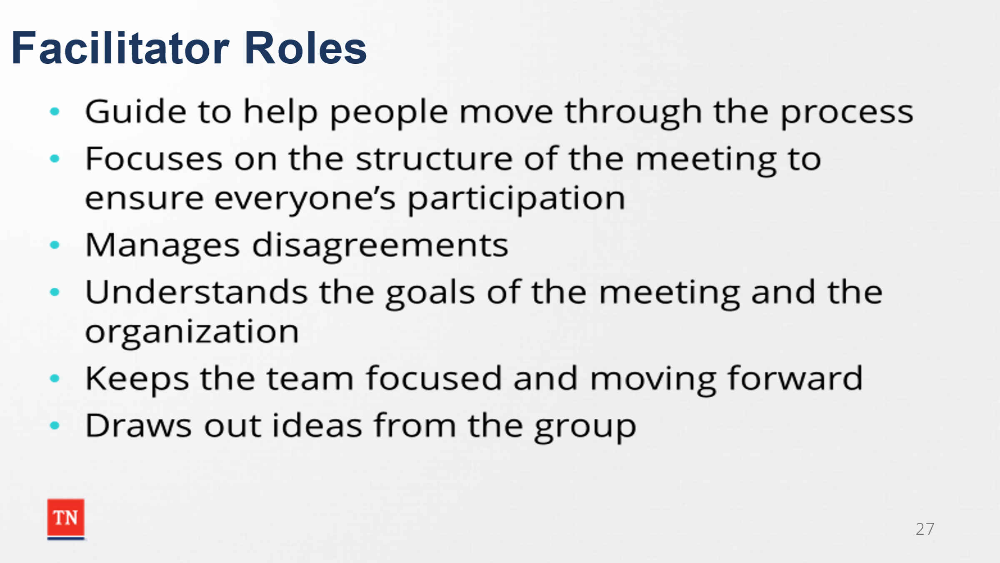 Facilitator Roles
• Guide to help people move through the process
• Focuses on the structure of the meeting to
ensure everyone’s participation
• Manages disagreements
• Understands the goals of the meeting and the
organization
• Keeps the team focused and moving forward
• Draws out ideas from the group
TN
27